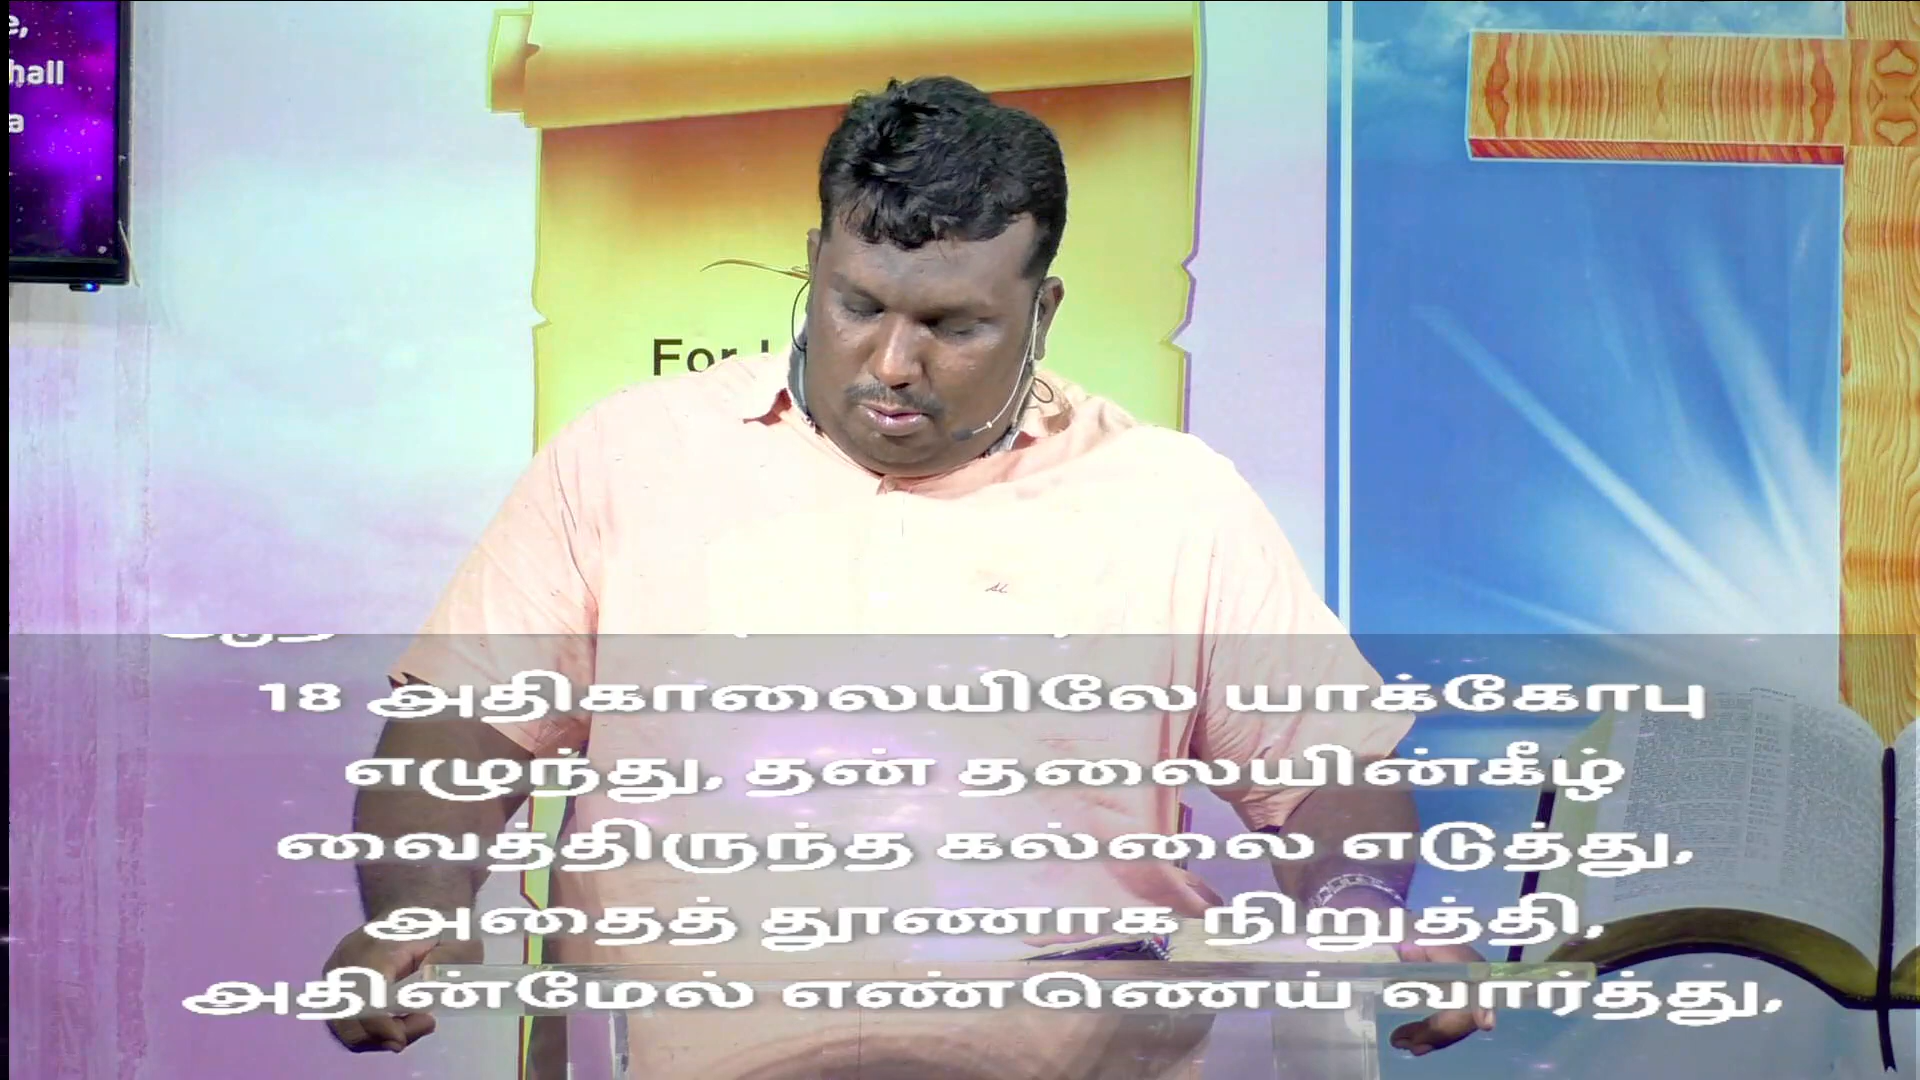 e,
hall
a
For
18 அதிகாலையிலே யாக்கோபு
எழுந்து, தன் தலையின்கீழ்
வைத்திருந்த கல்லை எடுத்து,
அதைத் தூணாக நிறுத்தி,
அதின்மேல் எண்ணெய் வார்த்து,